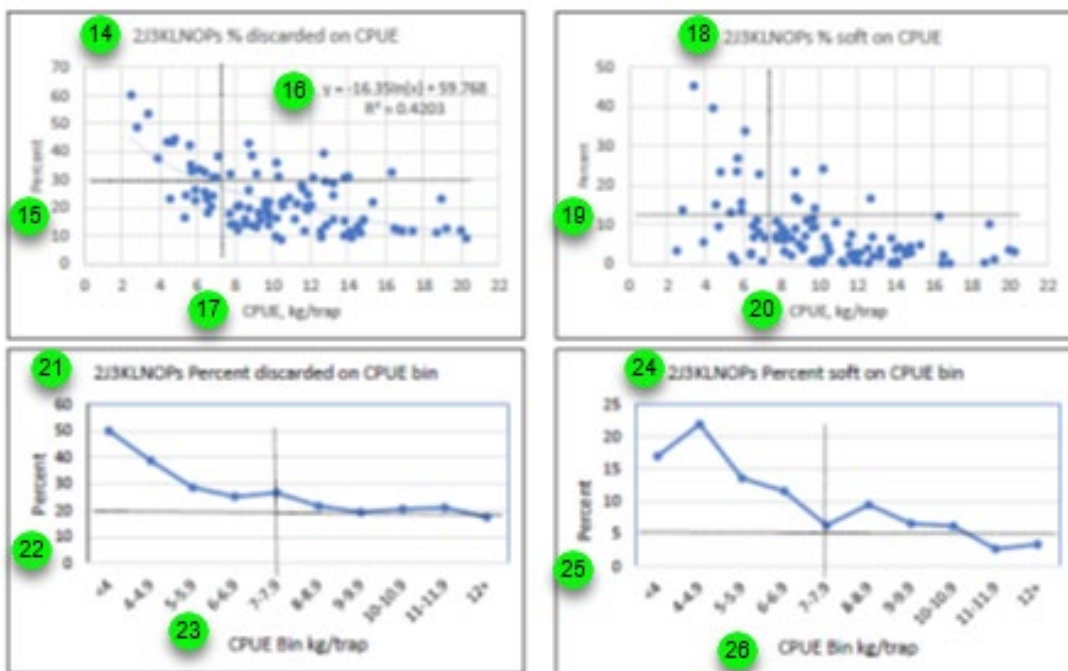 14 2J3KLNOPs % discarded on CPUE
70
60
50
40
30
20
10
0
Percent
15
16 y = -16.35ln(x) + 59.768
R² = 0.4203
0 2 4 6 8 10 12 14 16 18 20 22
17 CPUE, kg/trap
18 2J3KLNOPs % soft on CPUE
50
40
30
20
10
0
Percent
19
0 2 4 6 8 10 12 14 16 18 20 22
20 CPUE, kg/trap
21 2J3KLNOPs Percent discarded on CPUE bin
60
50
40
30
20
10
0
Percent
22
<4 4-4.9 5-5.9 6-6.9 7-7.9 8-8.9 9-9.9 10-10.9 11-11.9 12+
23
CPUE Bin kg/trap
24 2J3KLNOPs Percent soft on CPUE bin
25
20
15
10
5
0
Percent
25
<4 4-4.9 5-5.9 6-6.9 7-7.9 8-8.9 9-9.9 10-10.9 11-11.9 12+
26 CPUE Bin kg/trap